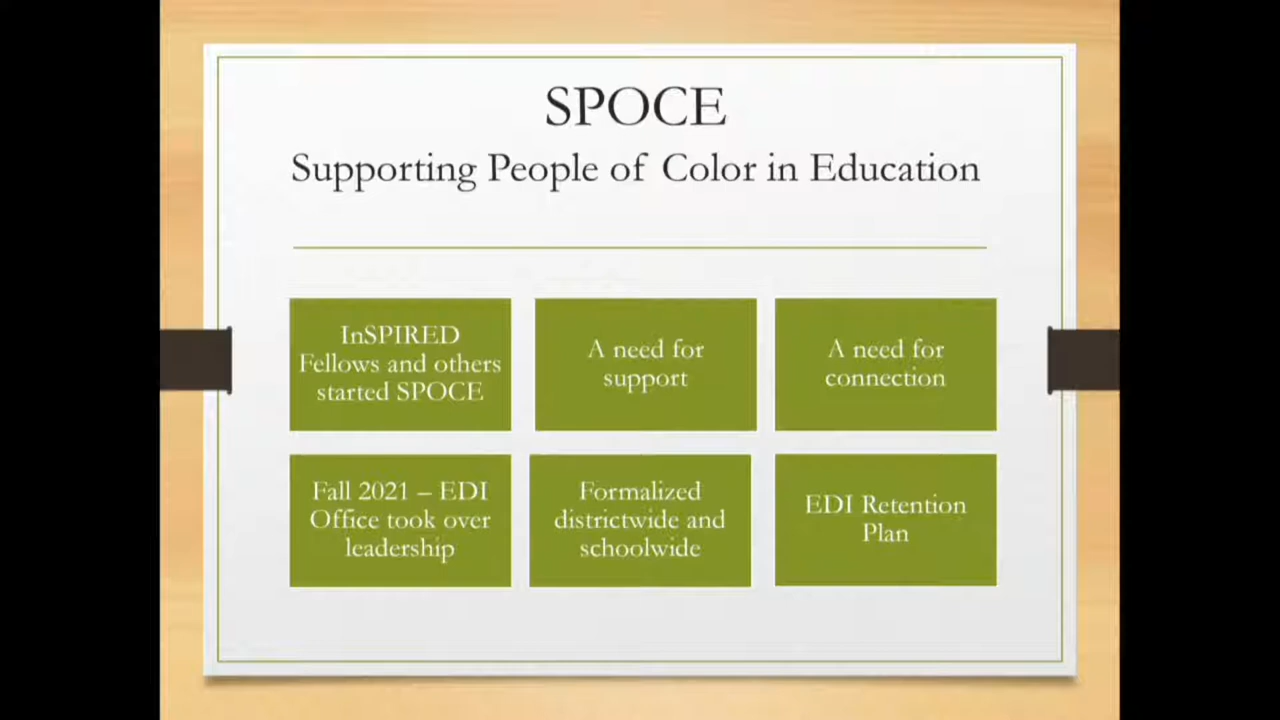 SPOCE
Supporting People of Color in Education
InSPIRED
Fellows and others
started SPOCE
A need for
support
A need for
connection
Fall 2021 – EDI
Office took over
leadership
Formalized
districtwide and
schoolwide
EDI Retention
Plan